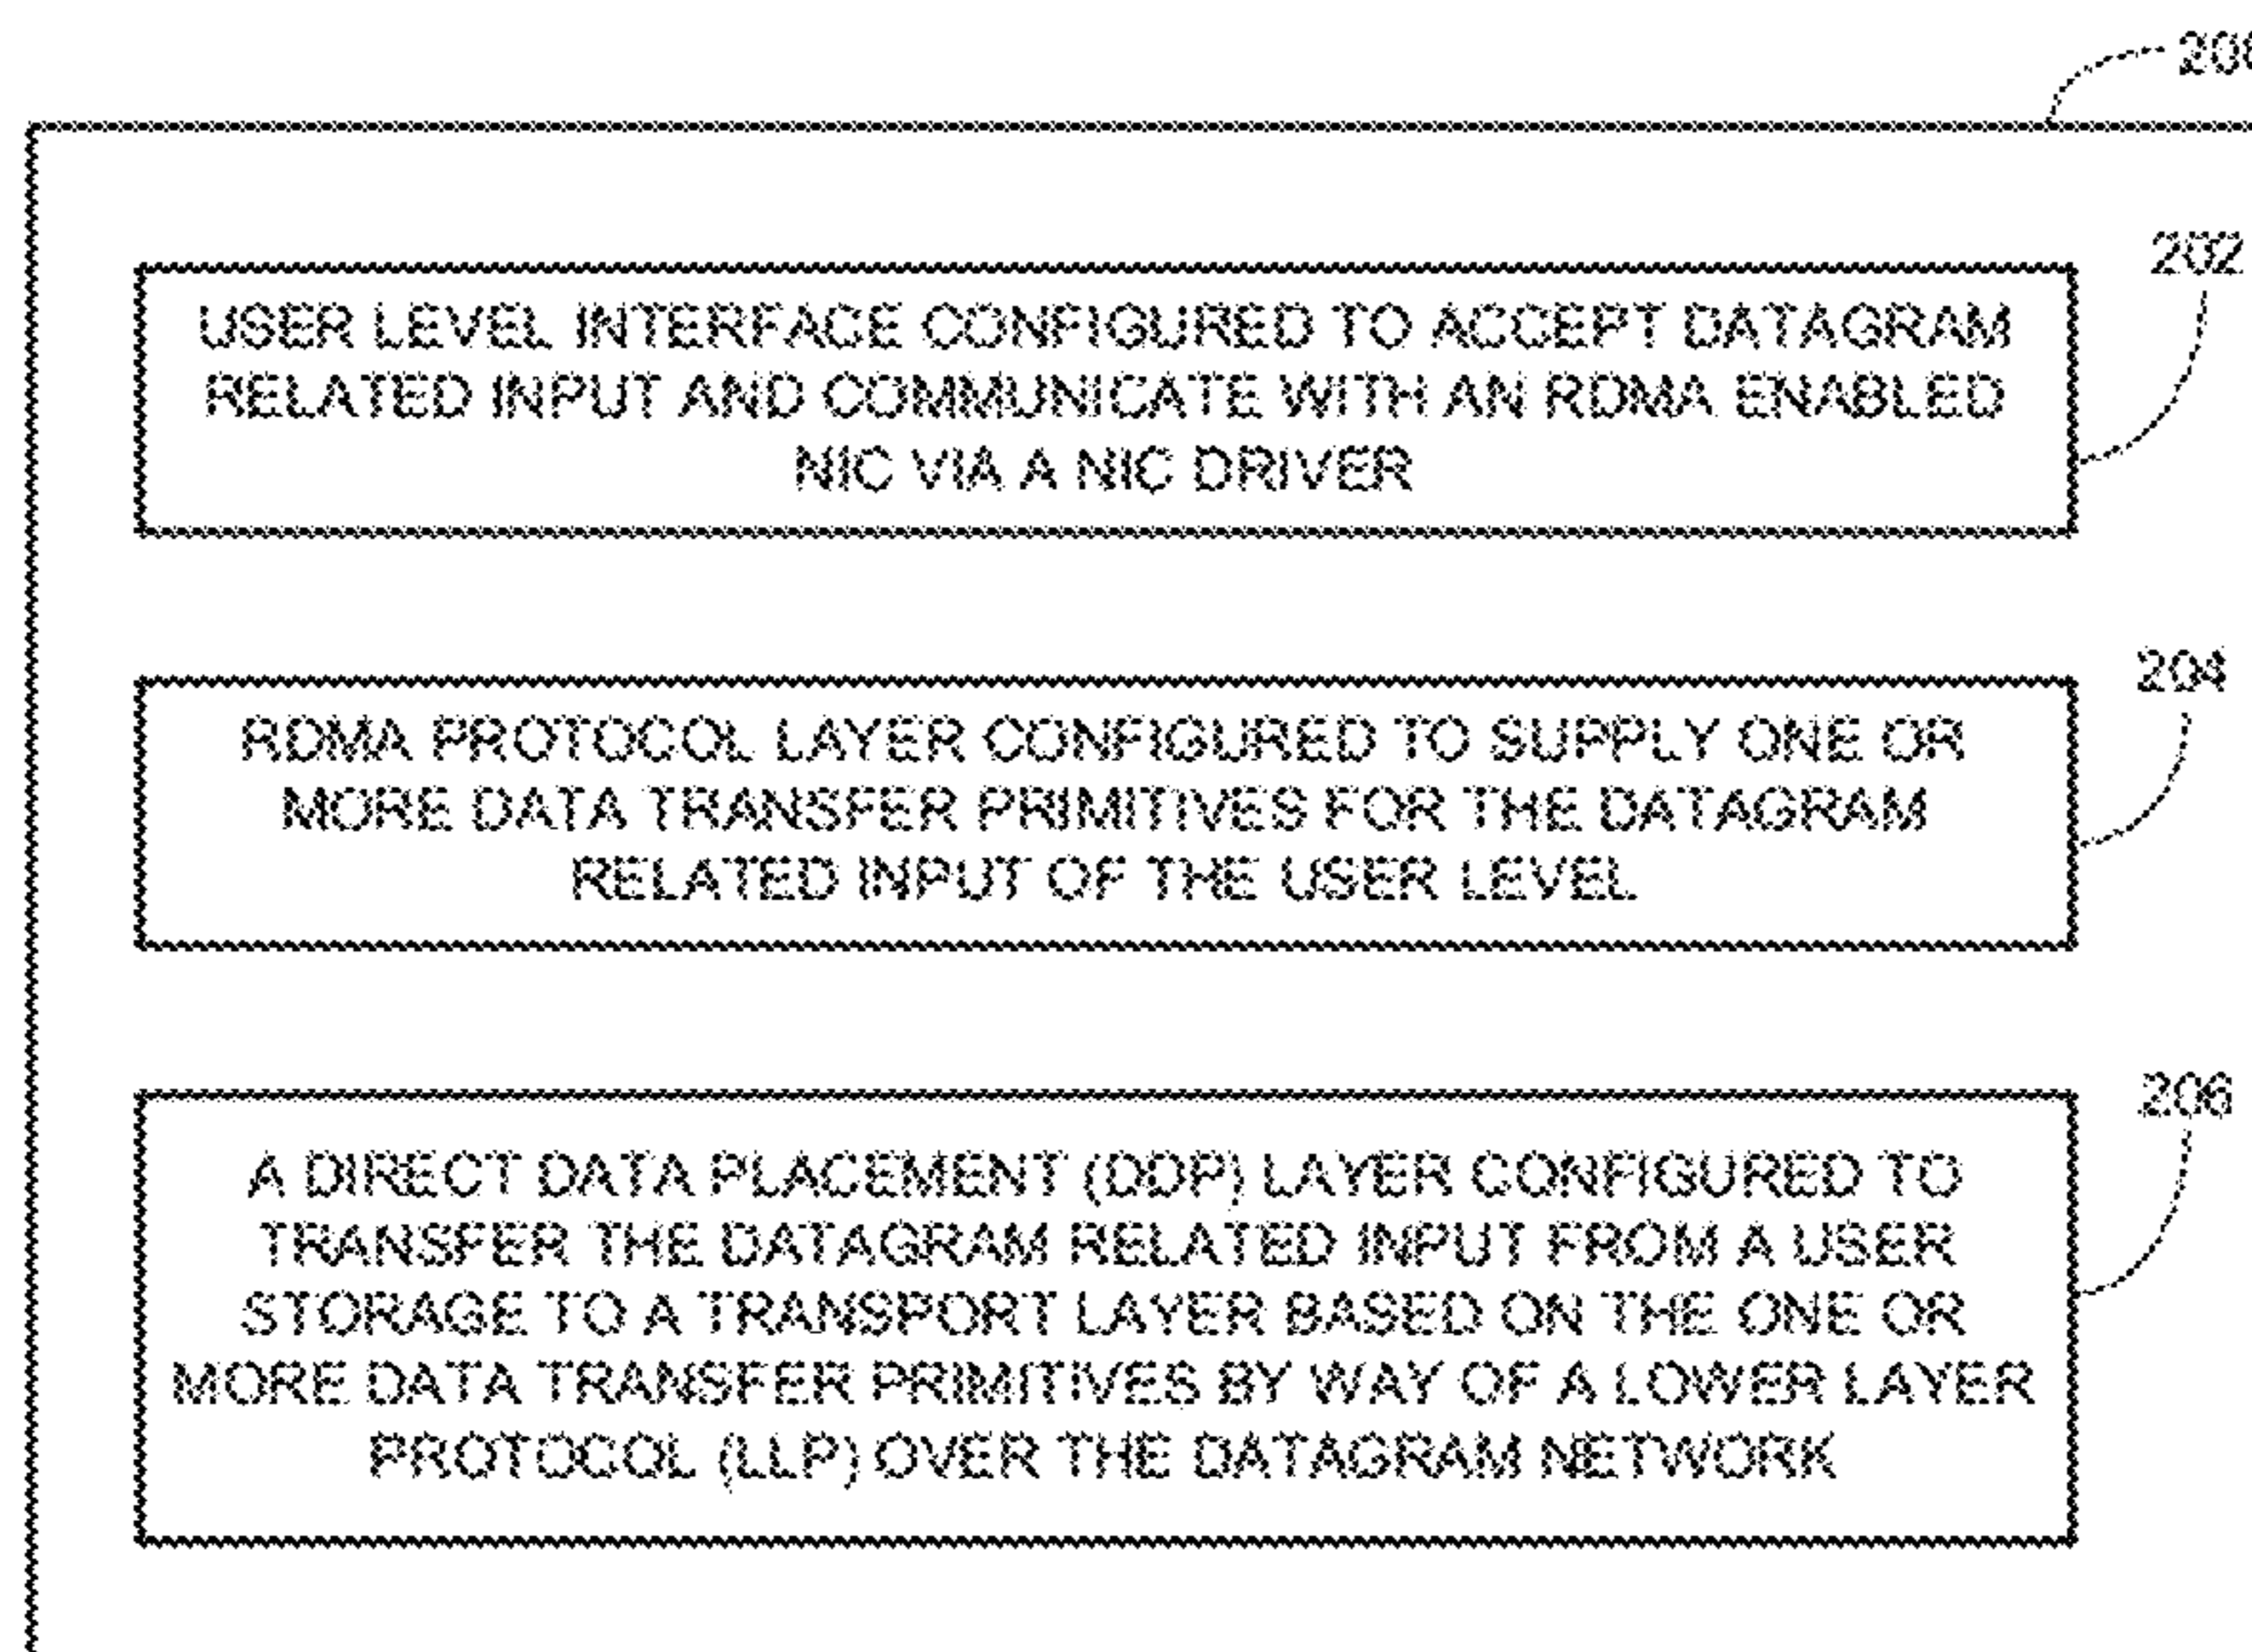 202
USER LEVEL INTERFACE CONFIGURED TO ACCEPT DATAGRAM
RELATED INPUT AND COMMUNICATE WITH AN RDMA ENABLED
NIC VIA A NIC DRIVER
204
RDMA PROTOCOL LAYER CONFIGURED TO SUPPLY ONE OR
MORE DATA TRANSFER PRIMITIVES FOR THE DATAGRAM
RELATED INPUT OF THE USER LEVEL
206
A DIRECT DATA PLACEMENT (DDP) LAYER CONFIGURED TO
TRANSFER THE DATAGRAM RELATED INPUT FROM A USER
STORAGE TO A TRANSPORT LAYER BASED ON THE ONE OR
MORE DATA TRANSFER PRIMITIVES BY WAY OF A LOWER LAYER
PROTOCOL (LLP) OVER THE DATAGRAM NETWORK